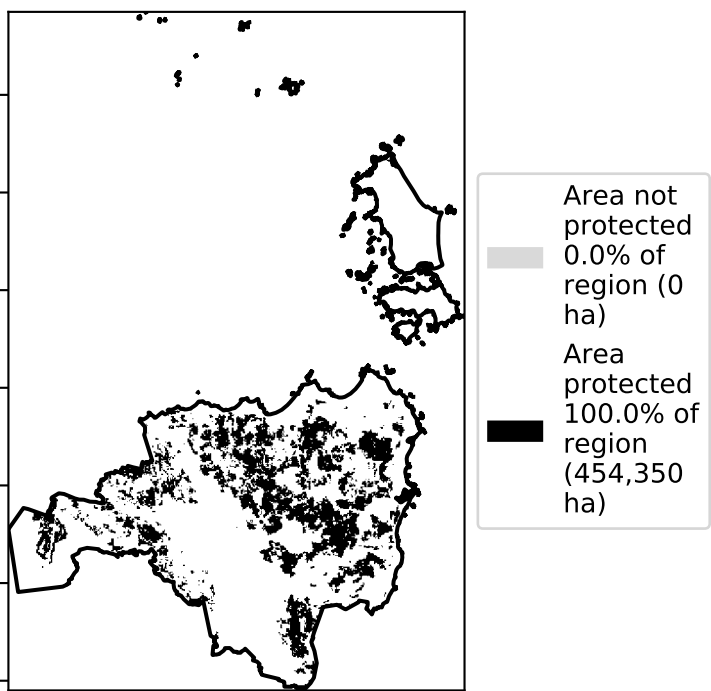 Area not
protected
0.0% of
region (0
ha)
Area
protected
100.0% of
region
(454,350
ha)